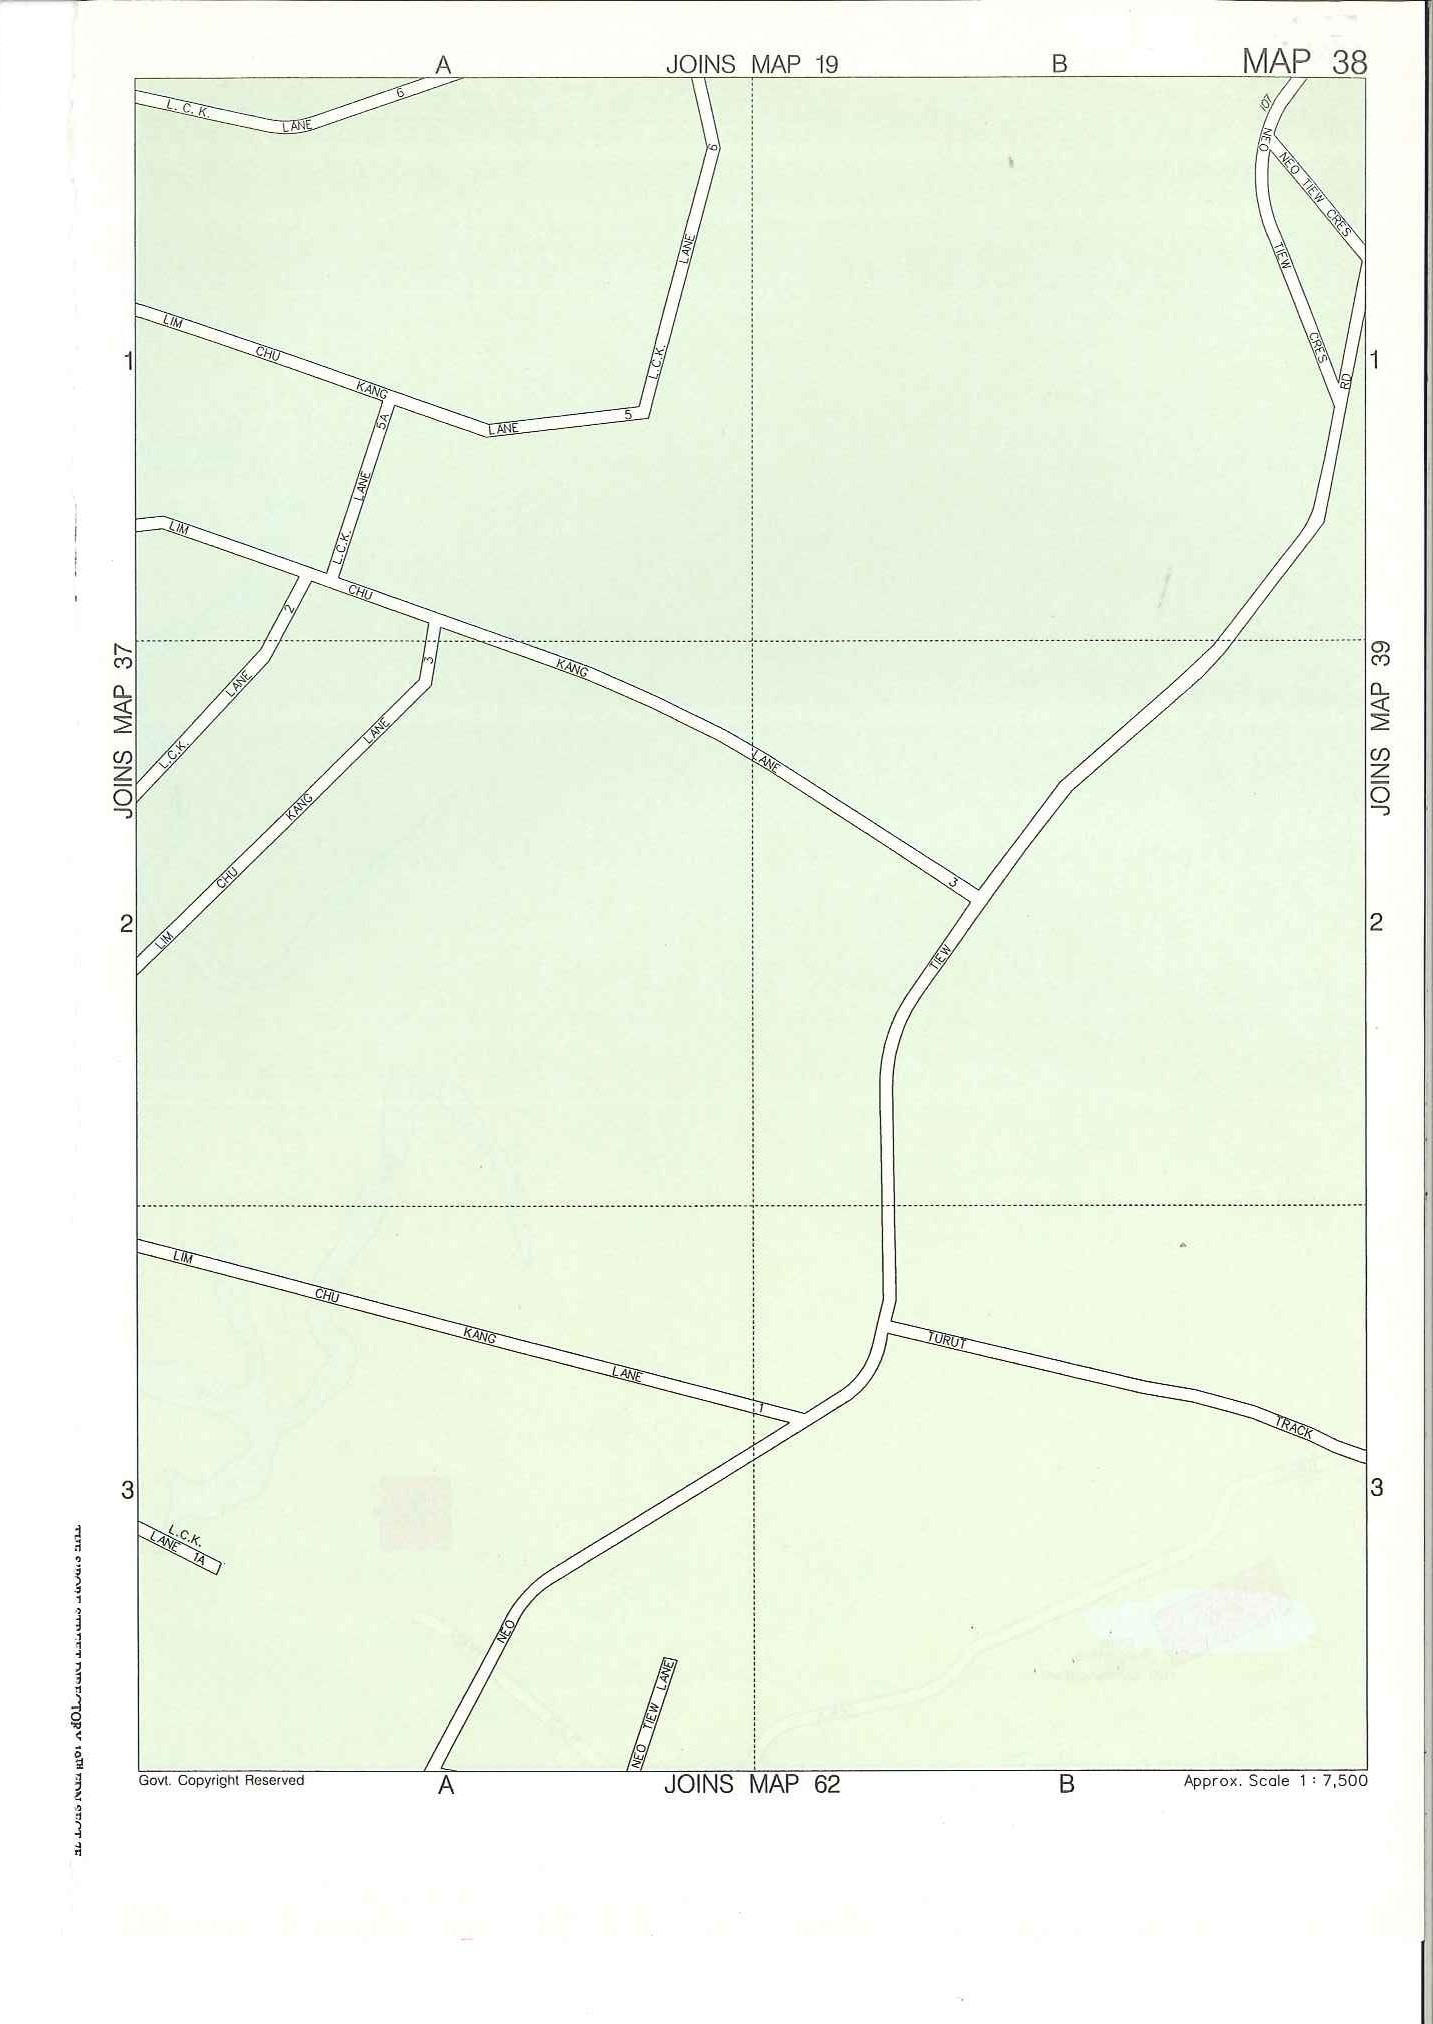 A JOINS MAP 19 B MAP 38
L.C.K. LANE 6
L.C.K. LANE 6
107
NEO TIEW CRES
NEO TIEW CRES
LIM CHU KANG LANE 5
L.C.K. LANE 5A
RD
1
1
LIM CHU KANG LANE 3
L.C.K. LANE 2
LIM CHU KANG LANE 3
JOINS MAP 37
JOINS MAP 39
2
2
NEO TIEW
LIM CHU KANG LANE 1
TURUT TRACK
3
3
L.C.K.
LANE 1A
NEO TIEW LANE
Govt. Copyright Reserved
A JOINS MAP 62 B
Approx. Scale 1 : 7,500